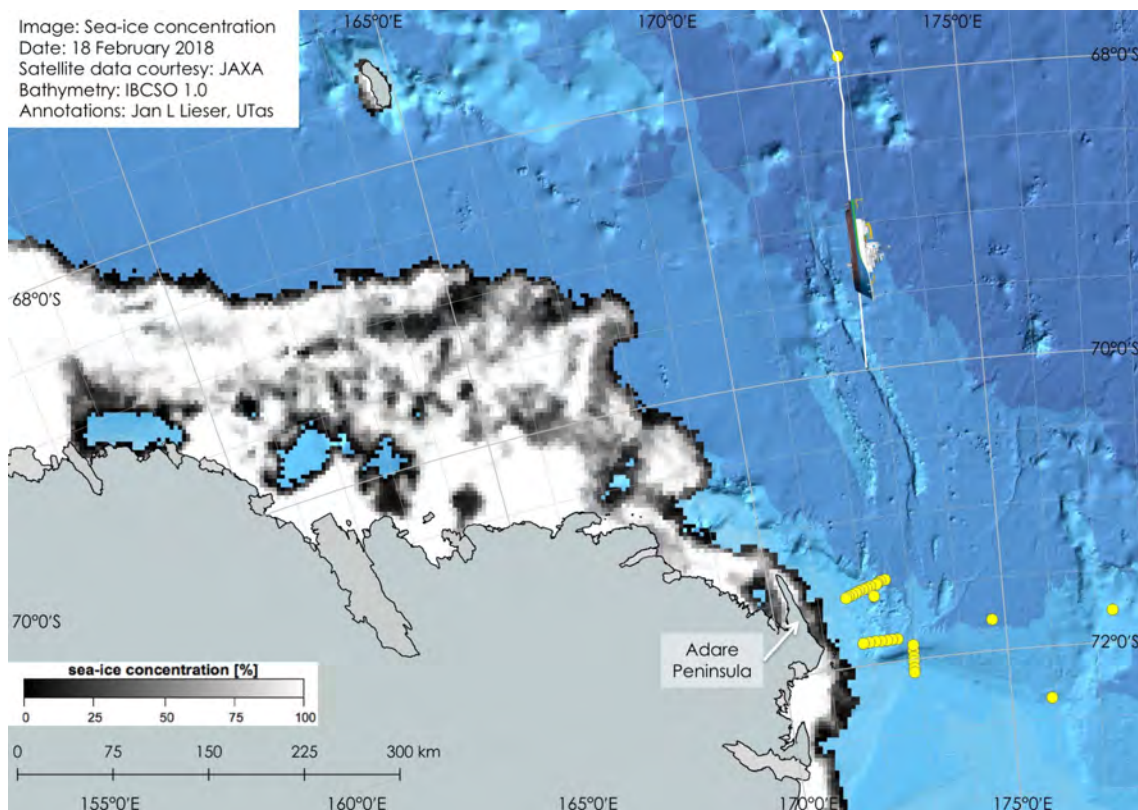 Image: Sea-ice concentration
Date: 18 February 2018
Satellite data courtesy: JAXA
Bathymetry: IBCSO 1.0
Annotations: Jan L Lieser, UTas
165°0'E
170°0'E
175°0'E
68°0'S
68°0'S
70°0'S
70°0'S
72°0'S
Adare
Peninsula
sea-ice concentration [%]
0 25 50 75 100
0 75 150 225 300 km
155°0'E
160°0'E
165°0'E
170°0'E
175°0'E